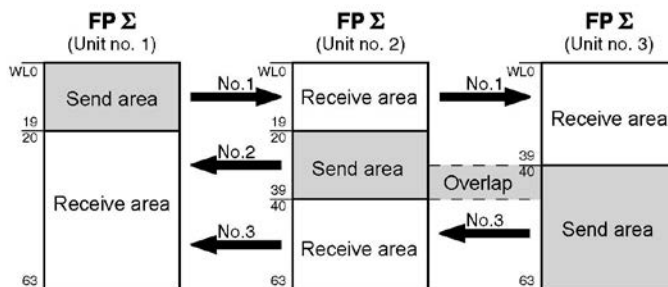 FP Σ FP Σ FP Σ
(Unit no. 1) (Unit no. 2) (Unit no. 3)
WL0 Send area 19
20 Receive area 63
No.1
No.2
No.3
WL0 Receive area 19
20 Send area 39
40 Receive area 63
No.1
Overlap
No.3
WL0 Receive area 39
40 Send area 63